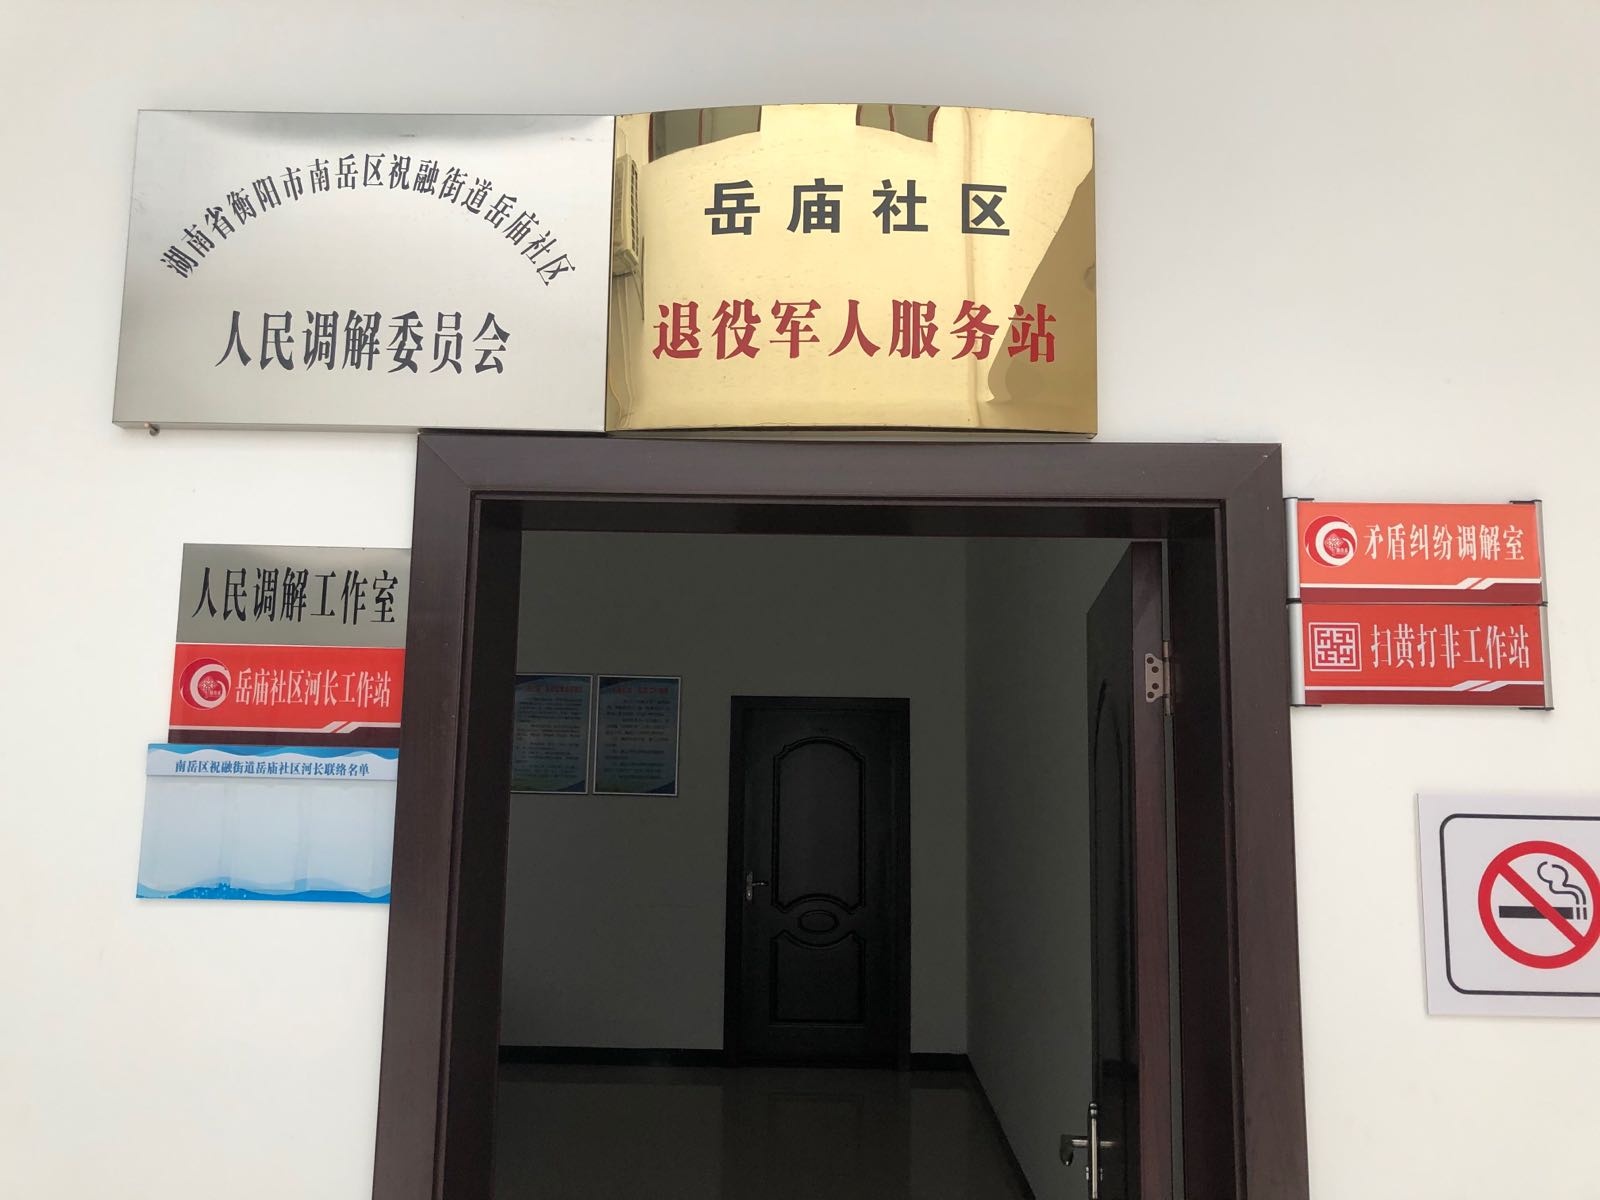 湖南省衡阳市南岳区祝融街道岳庙社区
人民调解委员会
岳庙社区
退役军人服务站
人民调解工作室
岳庙社区河长工作站
南岳区祝融街道岳庙社区河长联络名单
矛盾纠纷调解室
扫黄打非工作站